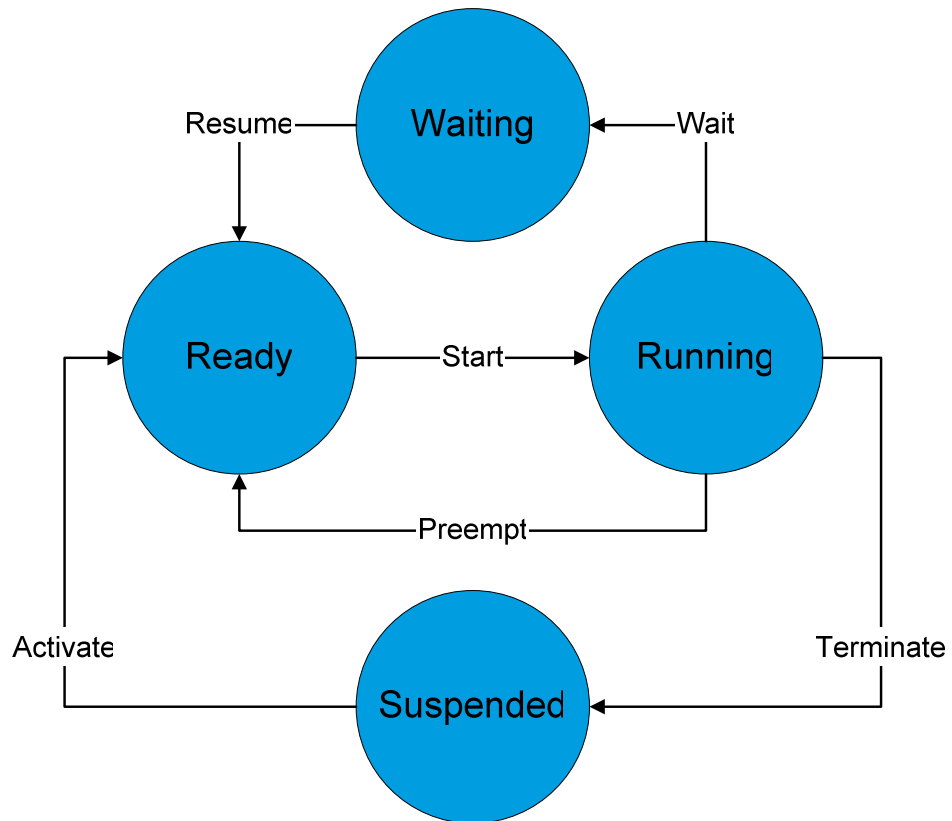 Waiting
Resume
Wait
Ready
Start
Running
Preempt
Activate
Terminate
Suspended